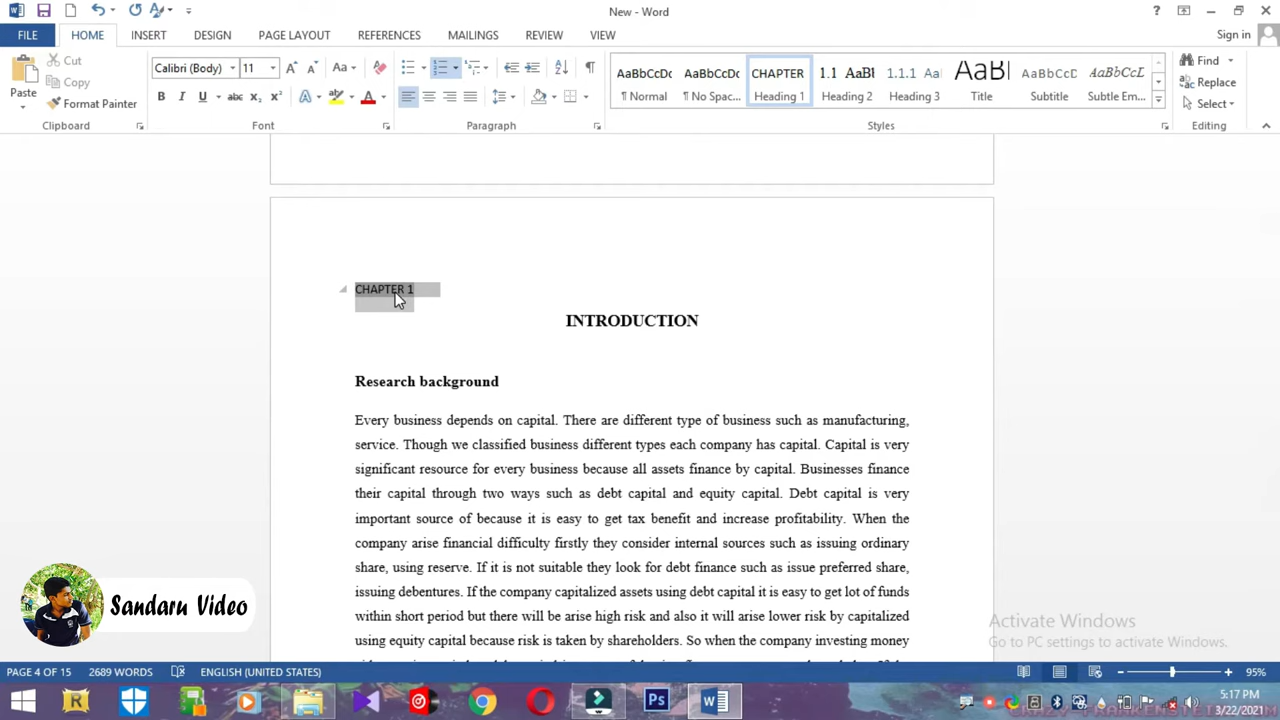 New - Word
Sign in
FILE HOME INSERT DESIGN PAGE LAYOUT REFERENCES MAILINGS REVIEW VIEW
Paste
Cut
Copy
Format Painter
Clipboard
Calibri (Body) 11
Font
Paragraph
AaBbCcDc AaBbCcDc CHAPTER 1.1 AaBl 1.1.1 Aa AaBl AaBbCcD AaBbCcL
¶ Normal ¶ No Spac... Heading 1 Heading 2 Heading 3 Title Subtitle Subtle Em...
Styles
Find
Replace
Select
Editing
CHAPTER 1
INTRODUCTION
Research background
Every business depends on capital. There are different type of business such as manufacturing,
service. Though we classified business different types each company has capital. Capital is very
significant resource for every business because all assets finance by capital. Businesses finance
their capital through two ways such as debt capital and equity capital. Debt capital is very
important source of because it is easy to get tax benefit and increase profitability. When the
company arise financial difficulty firstly they consider internal sources such as issuing ordinary
share, using reserve. If it is not suitable they look for debt finance such as issue preferred share,
issuing debentures. If the company capitalized assets using debt capital it is easy to get lot of funds
within short period but there will be arise high risk and also it will arise lower risk by capitalized
using equity capital because risk is taken by shareholders. So when the company investing money
Sandaru Video
Activate Windows
Go to PC settings to activate Windows.
PAGE 4 OF 15 2689 WORDS ENGLISH (UNITED STATES) 95%
5:17 PM
3/22/2021